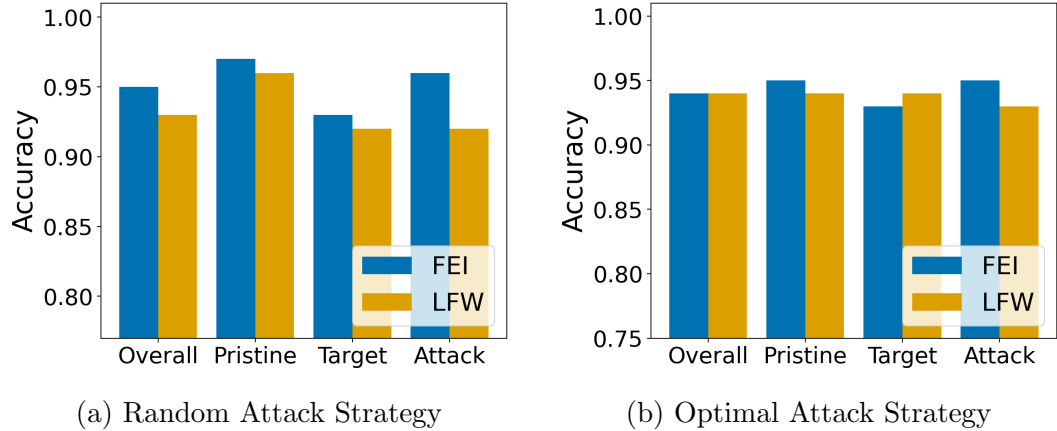 1.00
0.95
0.90
0.85
0.80
Accuracy
Overall Pristine Target Attack
FEI
LFW
(a) Random Attack Strategy
1.00
0.95
0.90
0.85
0.80
0.75
Accuracy
Overall Pristine Target Attack
FEI
LFW
(b) Optimal Attack Strategy